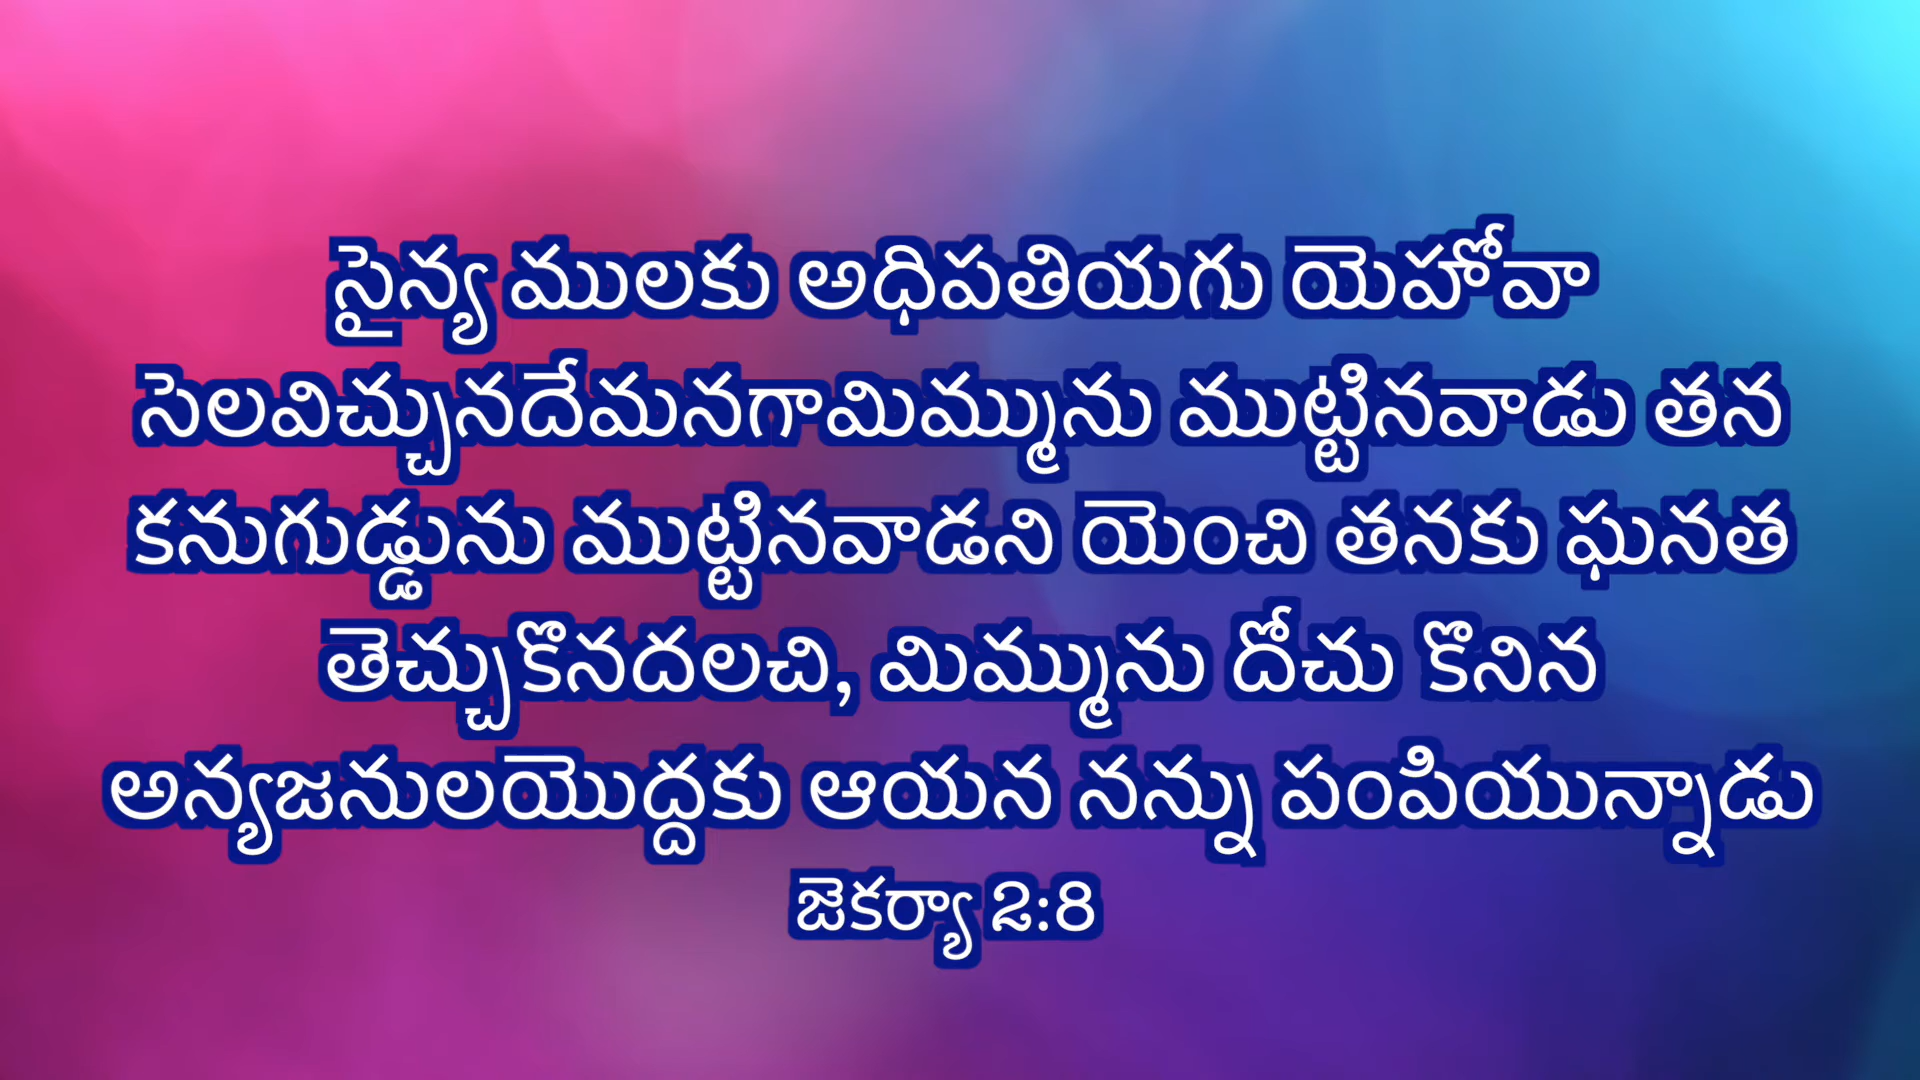 సైన్య ములకు అధిపతియగు యెహోవా
సెలవిచ్చునదేమనగామిమ్మును ముట్టినవాడు తన
కనుగుడ్డును ముట్టినవాడని యెంచి తనకు ఘనత
తెచ్చుకొనదలచి, మిమ్మును దోచు కొనిన
అన్యజనులయొద్దకు ఆయన నన్ను పంపియున్నాడు
జెకర్యా 2:8